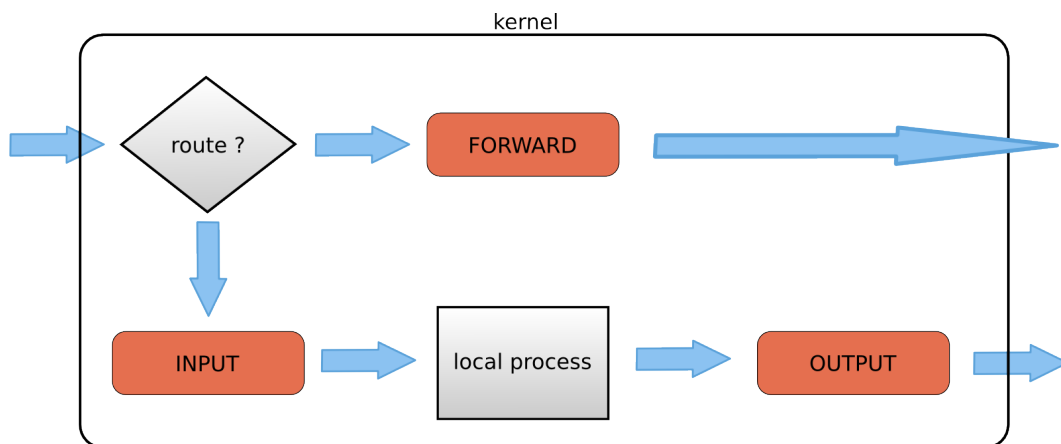 kernel
route ?
FORWARD
INPUT
local process
OUTPUT